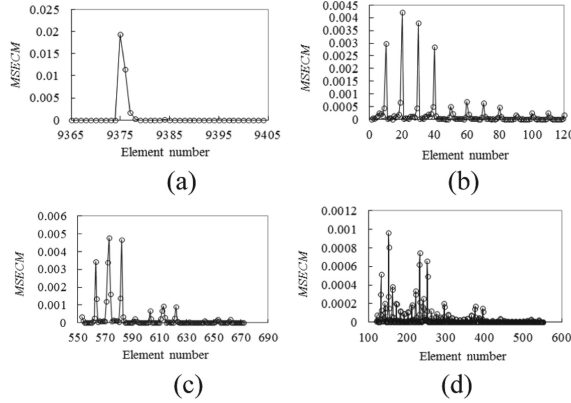 MSECM
0.025
0.02
0.015
0.01
0.005
0
9365 9375 9385 9395 9405
Element number
(a)
MSECM
0.0045
0.004
0.0035
0.003
0.0025
0.002
0.0015
0.001
0.0005
0
0 20 40 60 80 100 120
Element number
(b)
MSECM
0.006
0.005
0.004
0.003
0.002
0.001
0
550 570 590 610 630 650 670 690
Element number
(c)
MSECM
0.0012
0.001
0.0008
0.0006
0.0004
0.0002
0
100 200 300 400 500 600
Element number
(d)